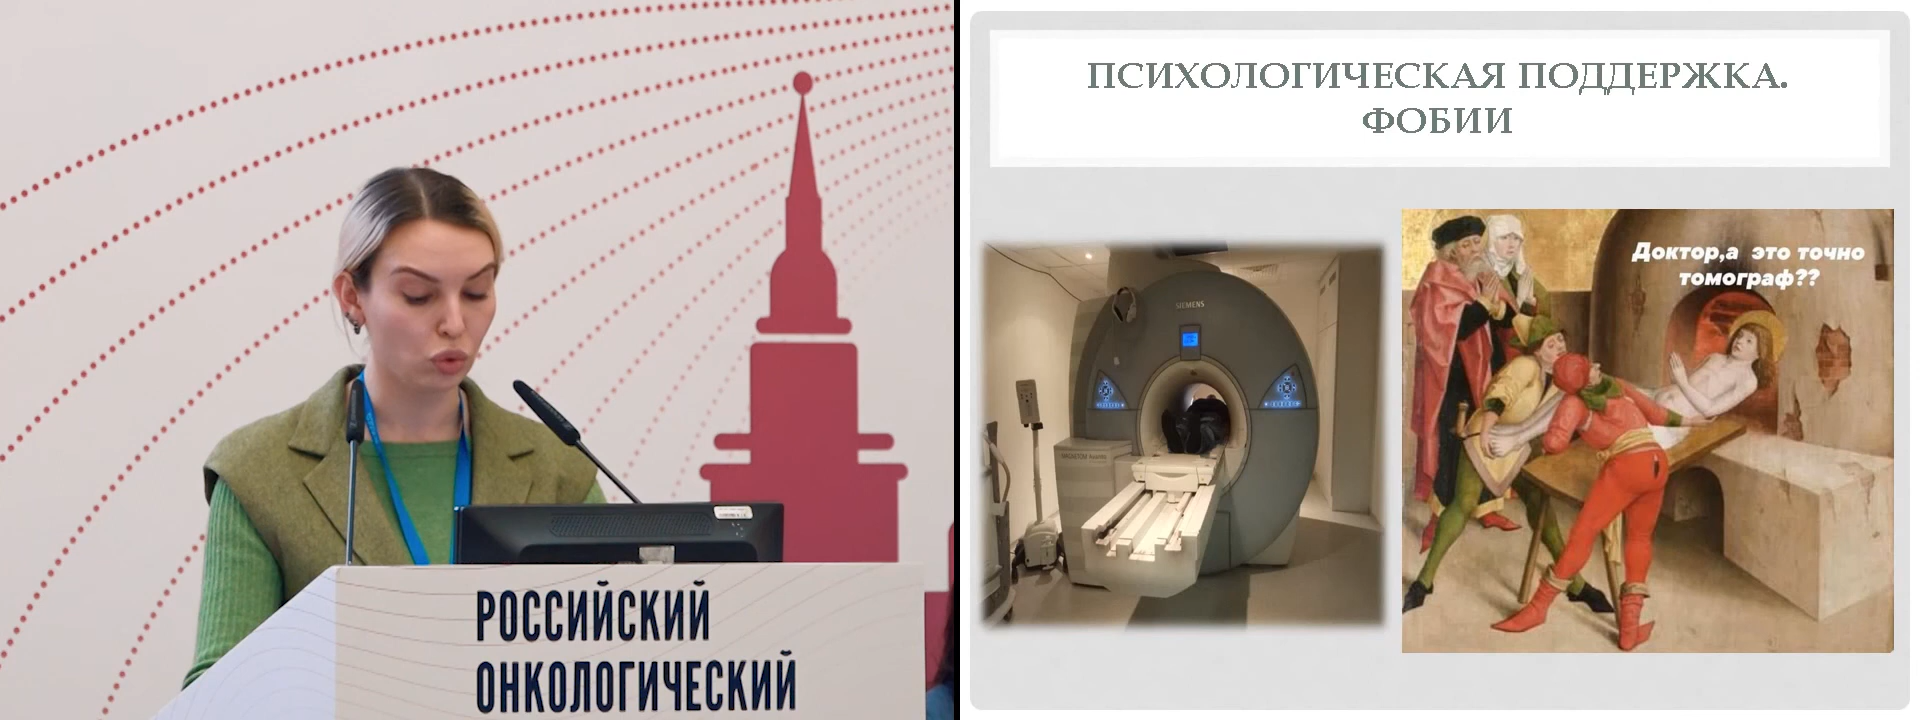 РОССИЙСКИЙ
ОНКОЛОГИЧЕСКИЙ
ПСИХОЛОГИЧЕСКАЯ ПОДДЕРЖКА.
ФОБИИ
SIEMENS
Доктор,а это точно
томограф??